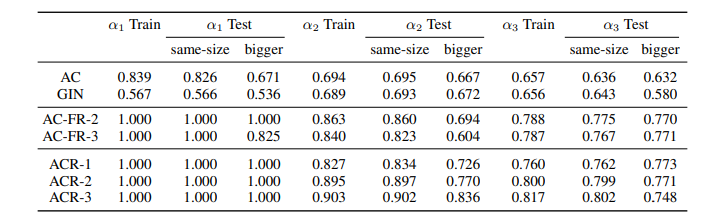 α1 Train α1 Test α2 Train α2 Test α3 Train α3 Test
same-size bigger same-size bigger same-size bigger
AC 0.839 0.826 0.671 0.694 0.695 0.667 0.657 0.636 0.632
GIN 0.567 0.566 0.536 0.689 0.693 0.672 0.656 0.643 0.580
AC-FR-2 1.000 1.000 1.000 0.863 0.860 0.694 0.788 0.775 0.770
AC-FR-3 1.000 1.000 0.825 0.840 0.823 0.604 0.787 0.767 0.771
ACR-1 1.000 1.000 1.000 0.827 0.834 0.726 0.760 0.762 0.773
ACR-2 1.000 1.000 1.000 0.895 0.897 0.770 0.800 0.799 0.771
ACR-3 1.000 1.000 1.000 0.903 0.902 0.836 0.817 0.802 0.748